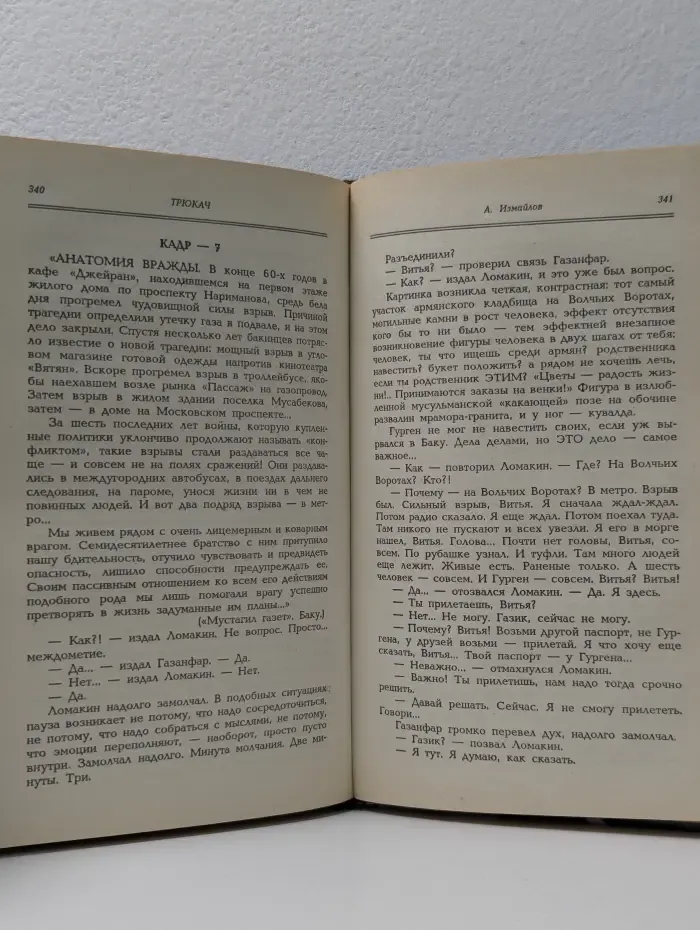 340
ТРЮКАЧ
КАДР — 7
«АНАТОМИЯ ВРАЖДЫ. В конце 60-х годов в
кафе «Джейран», находившемся на первом этаже
жилого дома по проспекту Нариманова, средь бела
дня прогремел чудовищной силы взрыв. Причиной
трагедии определили утечку газа в подвале, и на этом
дело закрыли. Спустя несколько лет бакинцев потряс-
ло известие о новой трагедии: мощный взрыв в угло-
вом магазине готовой одежды напротив кинотеатра
«Вятян». Вскоре прогремел взрыв в троллейбусе, яко-
бы наехавшем возле рынка «Пассаж» на газопровод.
Затем взрыв в жилом здании поселка Мусабекова,
затем — в доме на Московском проспекте...
За шесть последних лет войны, которую куплен-
ные политики уклончиво продолжают называть «кон-
фликтом», такие взрывы стали раздаваться все ча-
ще — и совсем не на полях сражений! Они раздава-
лись в междугородних автобусах, в поездах дальнего
следования, на пароме, унося жизни ни в чем не
повинных людей. И вот два подряд взрыва — в мет-
ро...
Мы живем рядом с очень лицемерным и коварным
врагом. Семидесятилетнее братство с ним притупило
нашу бдительность, отучило чувствовать и предвидеть
опасность, лишило способности предупреждать ее.
Своим пассивным отношением ко всем его действиям
подобного рода мы лишь помогали врагу успешно
претворять в жизнь задуманные им планы...»
(«Мустагил газет». Баку.)
— Как?! — издал Ломакин. Не вопрос. Просто...
междометие.
— Да... — издал Газанфар. — Да.
— Нет... — издал Ломакин. — Нет.
— Да.
Ломакин надолго замолчал. В подобных ситуациях
пауза возникает не потому, что надо сосредоточиться,
не потому, что надо собраться с мыслями, не потому,
что эмоции переполняют, — наоборот, просто пусто
внутри. Замолчал надолго. Минута молчания. Две ми-
нуты. Три.
А. Измайлов
341
Разъединили?
— Витья? — проверил связь Газанфар.
— Как? — издал Ломакин, и это уже был вопрос.
Картинка возникла четкая, контрастная: тот самый
участок армянского кладбища на Волчьих Воротах,
могильные камни в рост человека, эффект отсутствия
кого бы то ни было — тем эффектней внезапное
возникновение фигуры человека в двух шагах от тебя:
человек, ты что ищешь среди армян? родственника
навестить? букет положить? а рядом не хочешь лечь,
если ты родственник ЭТИМ? «Цветы — радость жиз-
ни!.. Принимаются заказы на венки!» Фигура в излюб-
ленной мусульманской «какающей» позе на обочине
развалин мрамора-гранита, и у ног — кувалда.
Гурген не мог не навестить своих, если уж вы-
рвался в Баку. Дела делами, но ЭТО дело — самое
важное...
— Как — повторил Ломакин. — Где? На Волчьих
Воротах? Кто?!
— Почему — на Вольчих Воротах? В метро. Взрыв
был. Сильный взрыв, Витья. Я сначала ждал-ждал.
Потом радио сказало. Я еще ждал. Потом поехал туда.
Там никого не пускают и всех увезли. Я его в морге
нашел, Витья. Голова... Почти нет головы, Витья, со-
всем. По рубашке узнал. И туфли. Там много людей
еще лежит. Живые есть. Раненые только. А шесть
человек — совсем. И Гурген — совсем. Витья? Витья!
— Да... — отозвался Ломакин. — Да. Я здесь.
— Ты прилетаешь, Витья?
— Нет... Не могу. Газик, сейчас не могу.
— Почему? Витья! Возьми другой паспорт, не Гур-
гена, у друзей возьми — прилетай. Я что хочу еще
сказать, Витья... Твой паспорт — у Гургена...
— Неважно... — отмахнулся Ломакин.
— Важно! Ты прилетишь, нам надо тогда срочно
решить.
— Давай решать. Сейчас. Я не смогу прилететь.
Говори...
Газанфар громко перевел дух, надолго замолчал.
— Газик? — позвал Ломакин.
— Я тут. Я думаю, как сказать.